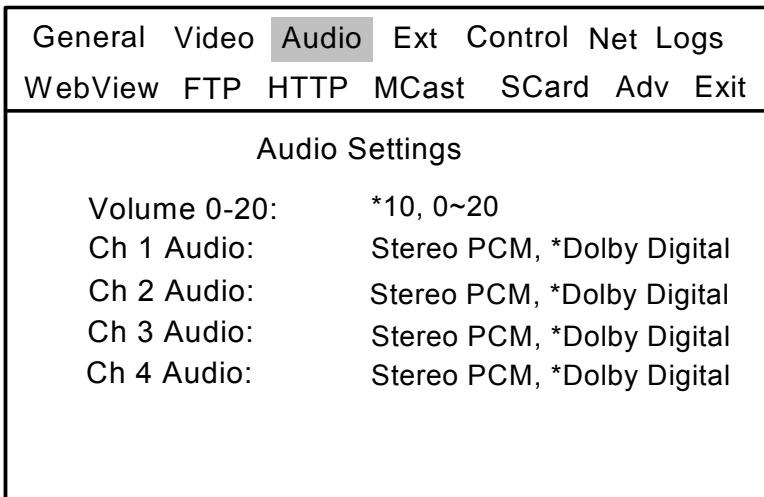 General Video Audio Ext Control Net Logs
WebView FTP HTTP MCast SCard Adv Exit
Audio Settings
Volume 0-20: *10, 0~20
Ch 1 Audio: Stereo PCM, *Dolby Digital
Ch 2 Audio: Stereo PCM, *Dolby Digital
Ch 3 Audio: Stereo PCM, *Dolby Digital
Ch 4 Audio: Stereo PCM, *Dolby Digital